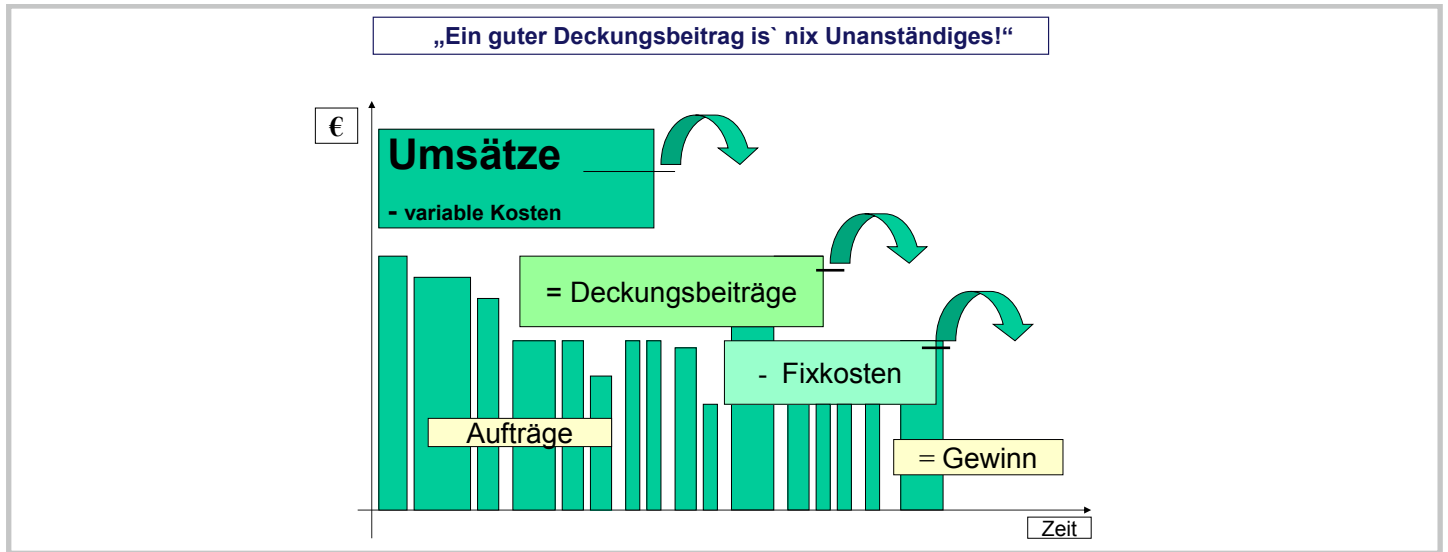 „Ein guter Deckungsbeitrag is` nix Unanständiges!“
€
Umsätze
- variable Kosten
= Deckungsbeiträge
- Fixkosten
Aufträge
= Gewinn
Zeit